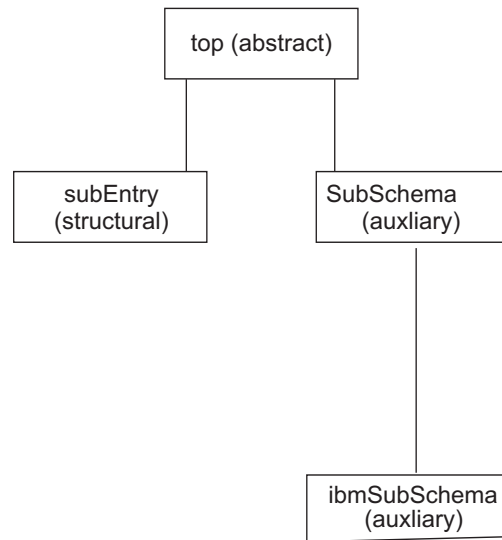 top (abstract)
subEntry
(structural)
SubSchema
(auxliary)
ibmSubSchema
(auxliary)